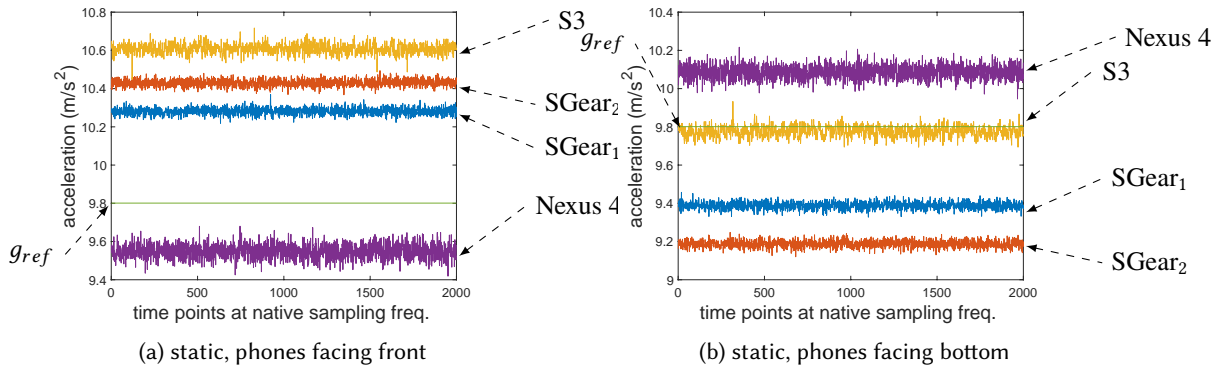 10.8
10.6
10.4
10.2
10
9.8
9.6
9.4
acceleration (m/s²)
0 500 1000 1500 2000
time points at native sampling freq.
S3
SGear₂
SGear₁
Nexus 4
g_ref
(a) static, phones facing front
10.4
10.2
10
9.8
9.6
9.4
9.2
9
acceleration (m/s²)
0 500 1000 1500 2000
time points at native sampling freq.
g_ref
Nexus 4
S3
SGear₁
SGear₂
(b) static, phones facing bottom